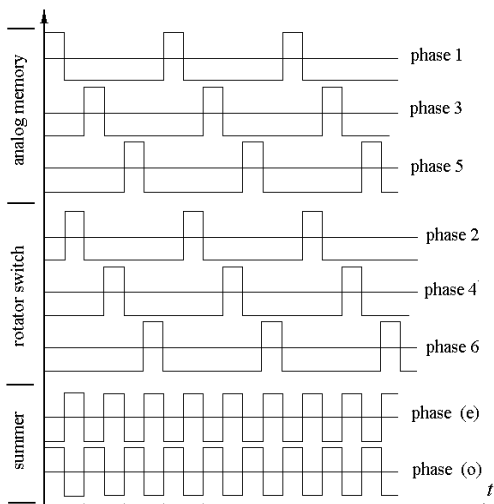 analog memory
phase 1
phase 3
phase 5
rotator switch
phase 2
phase 4
phase 6
summer
phase (e)
phase (o)
t